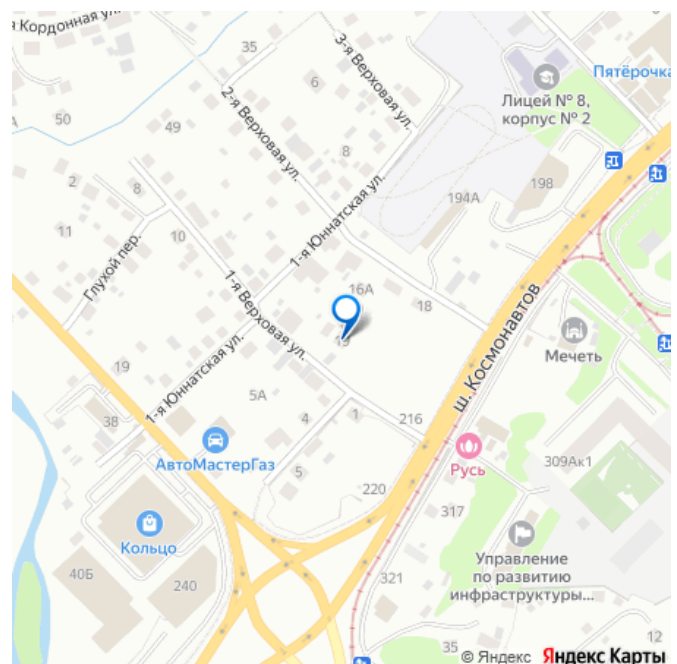 я Кордонная ул.
35
3-я Верховая ул.
6
Пятёрочка
Лицей № 8,
корпус № 2
50
2-я Верховая ул.
49
8
2
8
194А
198
1-я Юннатская ул.
11
10
Глухой пер.
16А
18
1-я Верховая ул.
13
ш. Космонавтов
Мечеть
1-я Юннатская ул.
19
5А
38
4
1
216
АвтоМастерГаз
Русь
309Ак1
5
220
317
Кольцо
Управление
по развитию
инфраструктуры...
40Б
240
321
35
12
© Яндекс Яндекс Карты